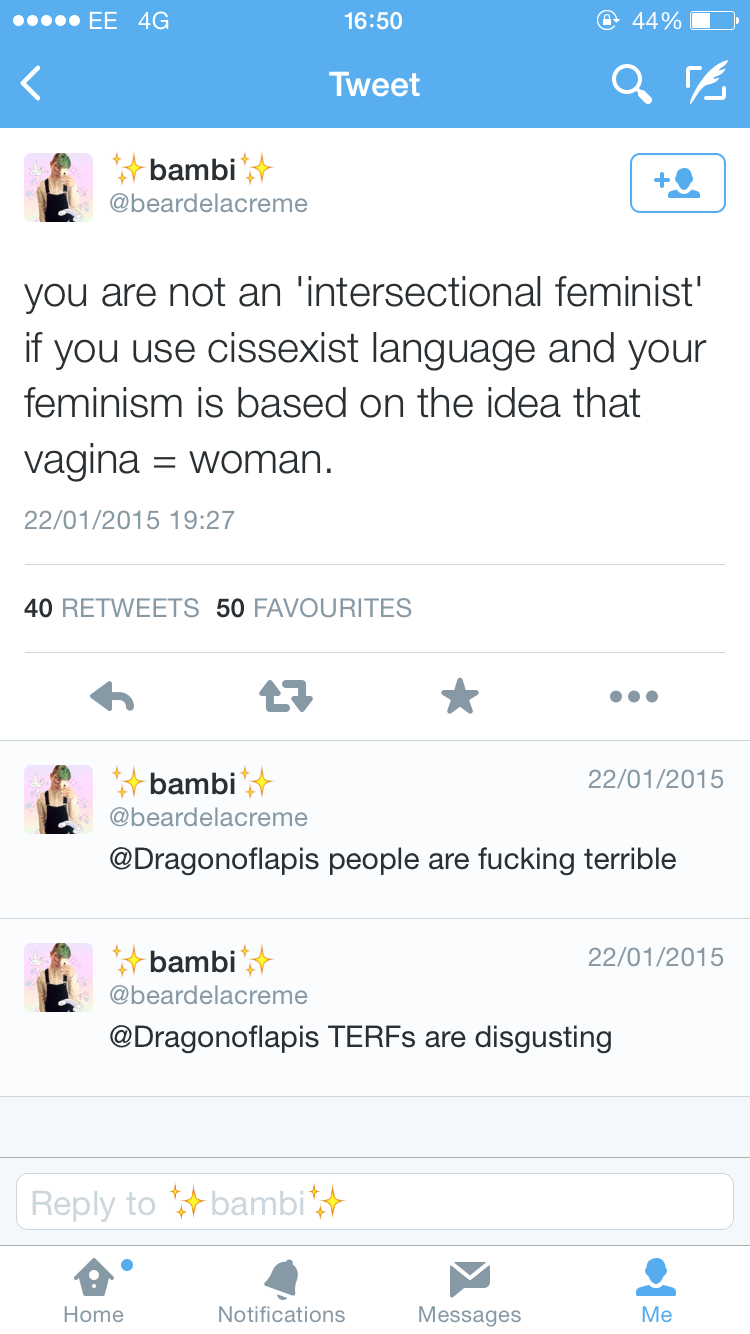 EE 4G 16:50 44%
Tweet
✨bambi✨
@beardelacreme
you are not an 'intersectional feminist'
if you use cissexist language and your
feminism is based on the idea that
vagina = woman.
22/01/2015 19:27
40 RETWEETS 50 FAVOURITES
✨bambi✨ 22/01/2015
@beardelacreme
@Dragonoflapis people are fucking terrible
✨bambi✨ 22/01/2015
@beardelacreme
@Dragonoflapis TERFs are disgusting
Reply to ✨bambi✨
Home Notifications Messages Me